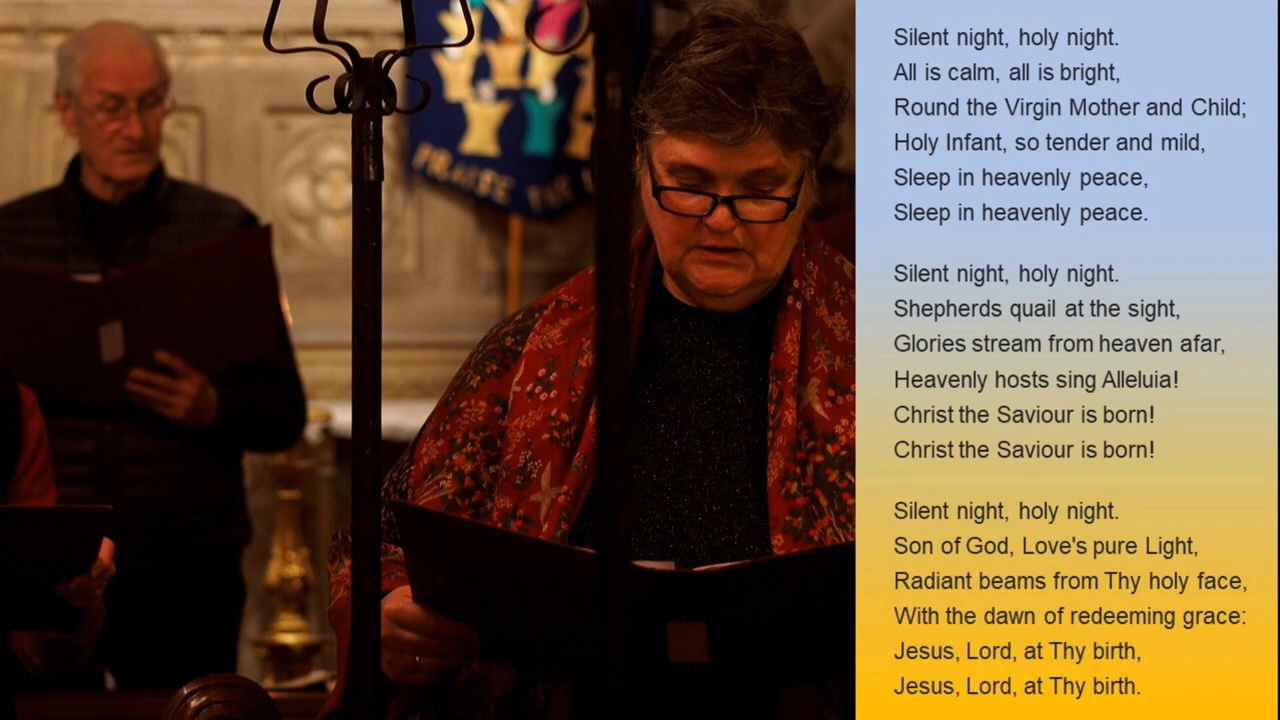 PRAISE THE
Silent night, holy night.
All is calm, all is bright,
Round the Virgin Mother and Child;
Holy Infant, so tender and mild,
Sleep in heavenly peace,
Sleep in heavenly peace.
Silent night, holy night.
Shepherds quail at the sight,
Glories stream from heaven afar,
Heavenly hosts sing Alleluia!
Christ the Saviour is born!
Christ the Saviour is born!
Silent night, holy night.
Son of God, Love's pure Light,
Radiant beams from Thy holy face,
With the dawn of redeeming grace:
Jesus, Lord, at Thy birth,
Jesus, Lord, at Thy birth.